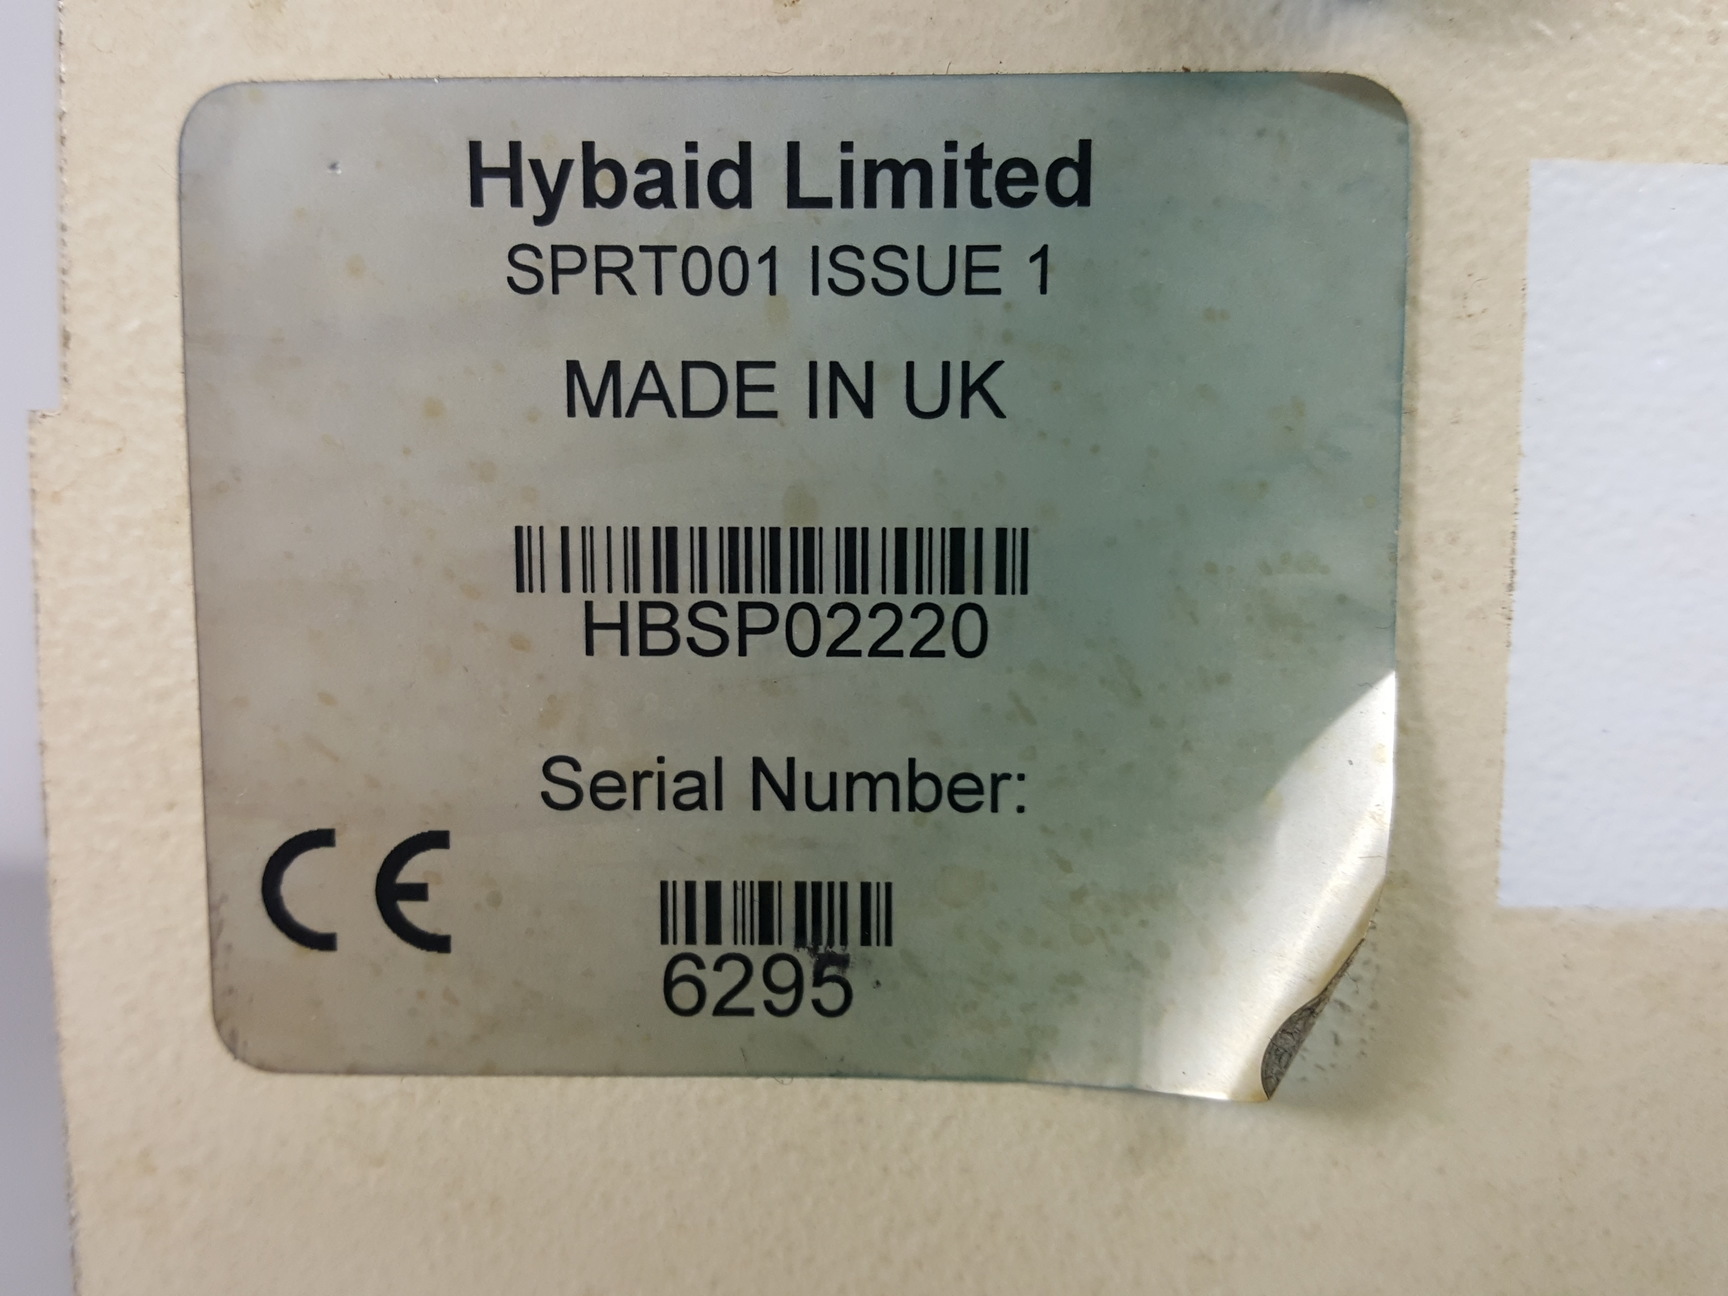 Hybaid Limited
SPRT001 ISSUE 1
MADE IN UK
HBSP02220
Serial Number:
CE
6295